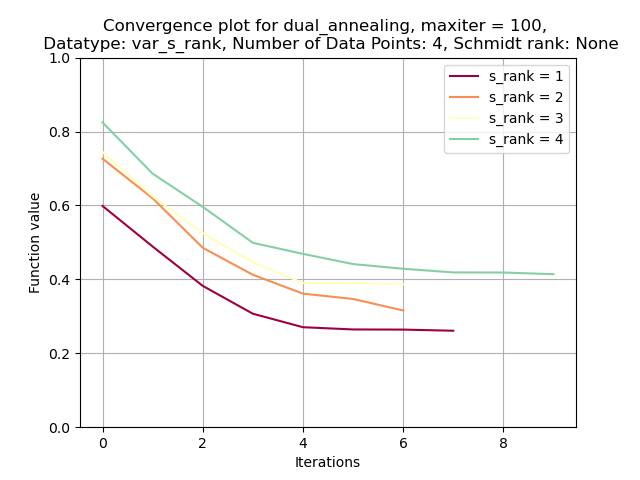 Convergence plot for dual_annealing, maxiter = 100,
Datatype: var_s_rank, Number of Data Points: 4, Schmidt rank: None
s_rank = 1
s_rank = 2
s_rank = 3
s_rank = 4
Function value
1.0
0.8
0.6
0.4
0.2
0.0
0 2 4 6 8
Iterations